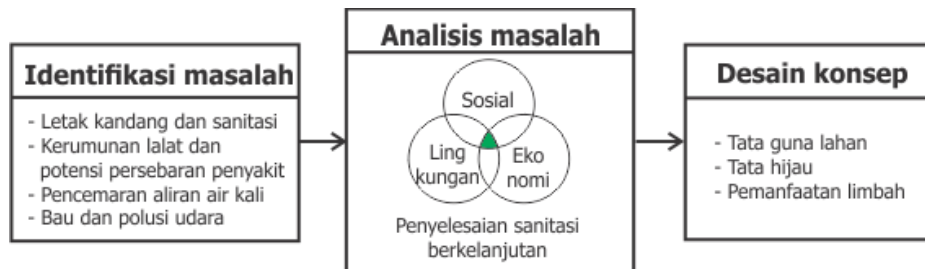 Identifikasi masalah
- Letak kandang dan sanitasi
- Kerumunan lalat dan
potensi persebaran penyakit
- Pencemaran aliran air kali
- Bau dan polusi udara
Analisis masalah
Sosial
Ling
kungan
Eko
nomi
Penyelesaian sanitasi
berkelanjutan
Desain konsep
- Tata guna lahan
- Tata hijau
- Pemanfaatan limbah